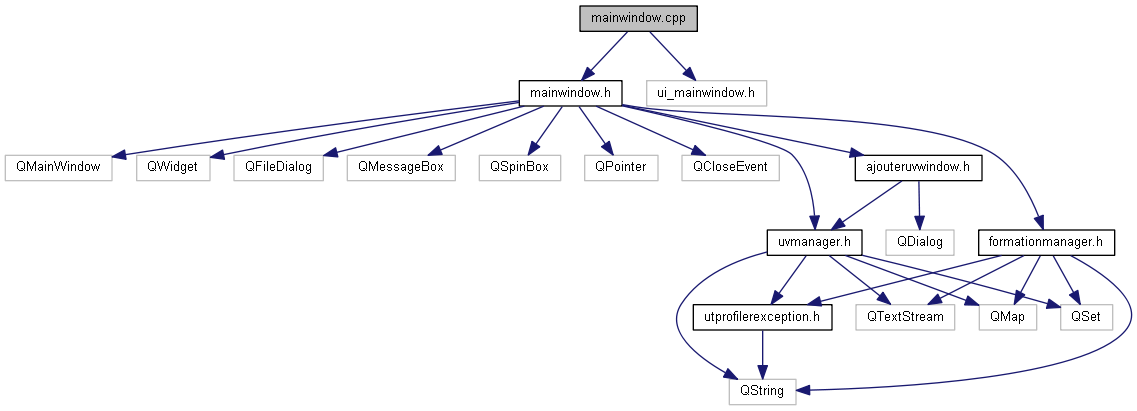 mainwindow.cpp
mainwindow.h
ui_mainwindow.h
QMainWindow
QWidget
QFileDialog
QMessageBox
QSpinBox
QPointer
QCloseEvent
ajouteruvwindow.h
uvmanager.h
QDialog
formationmanager.h
utprofilerexception.h
QTextStream
QMap
QSet
QString